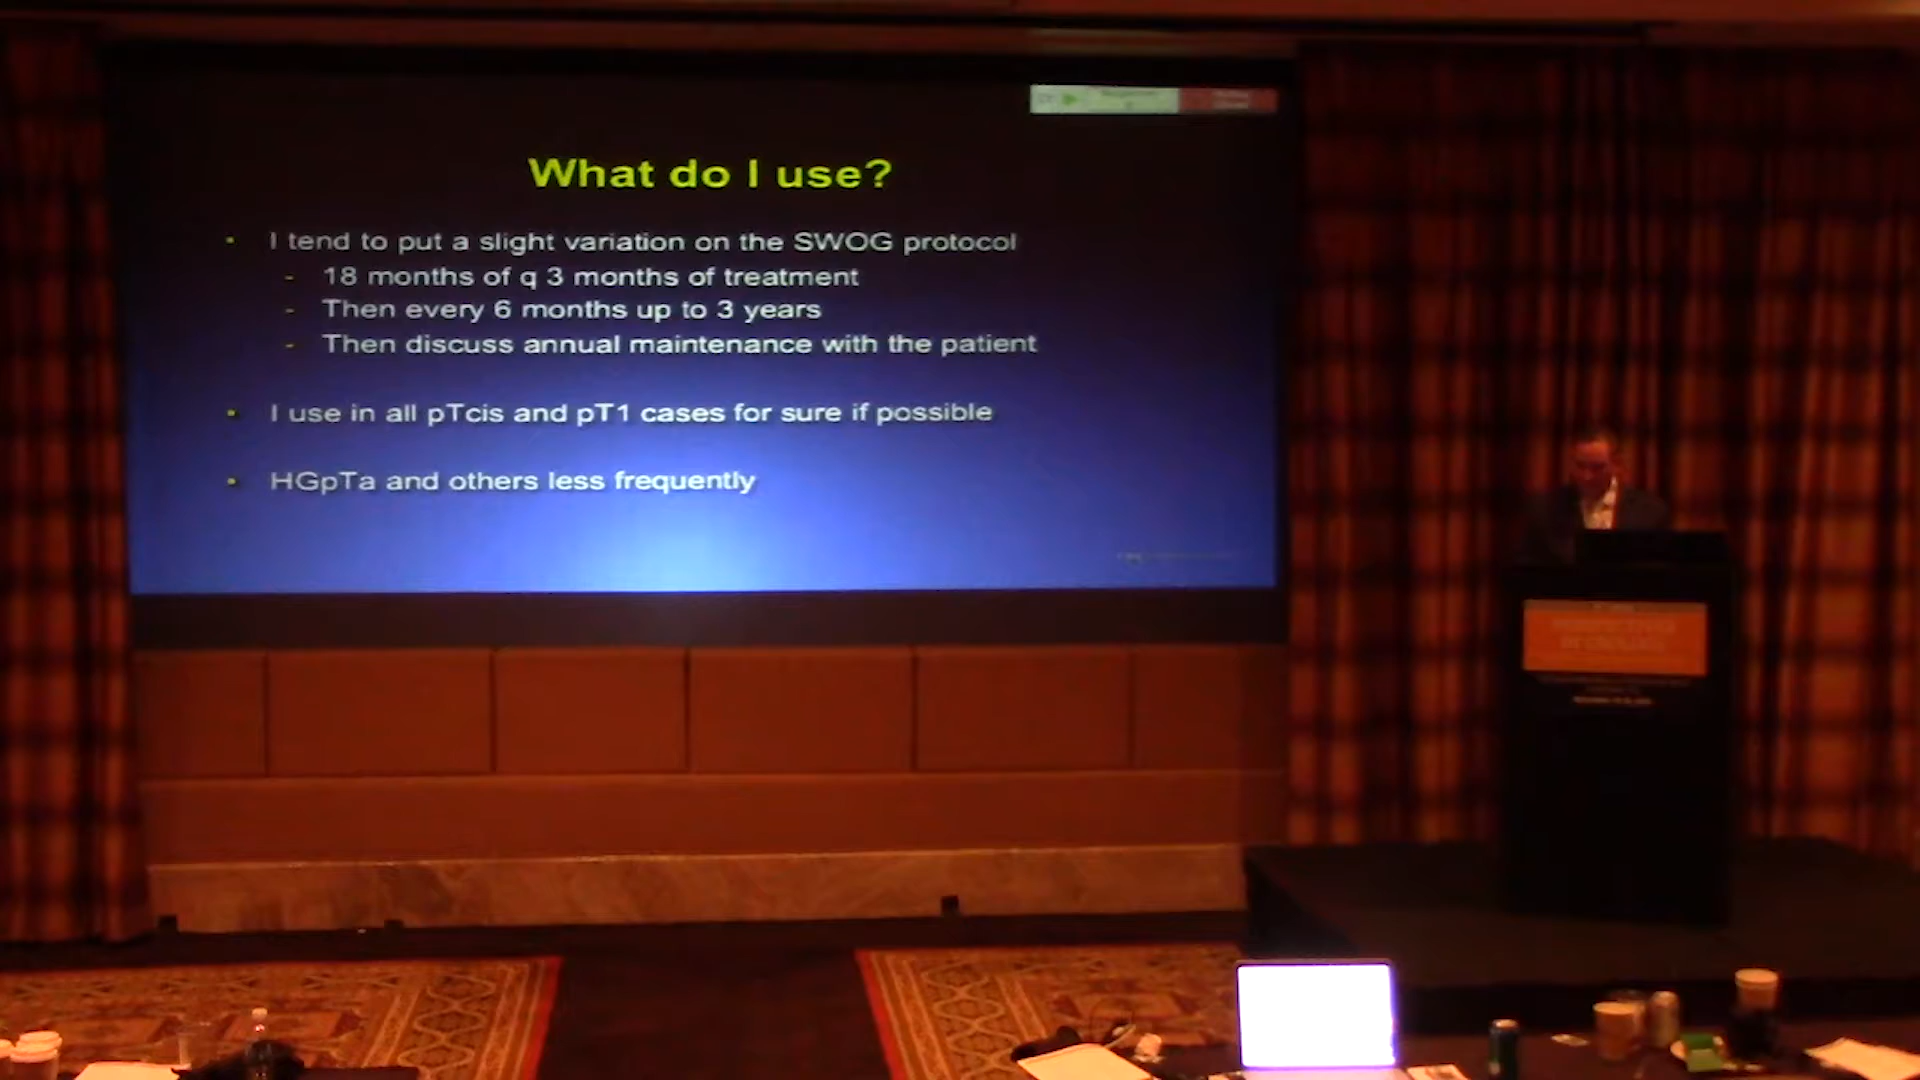 What do I use?
• I tend to put a slight variation on the SWOG protocol
- 18 months of q 3 months of treatment
- Then every 6 months up to 3 years
- Then discuss annual maintenance with the patient
• I use in all pTcis and pT1 cases for sure if possible
• HGpTa and others less frequently